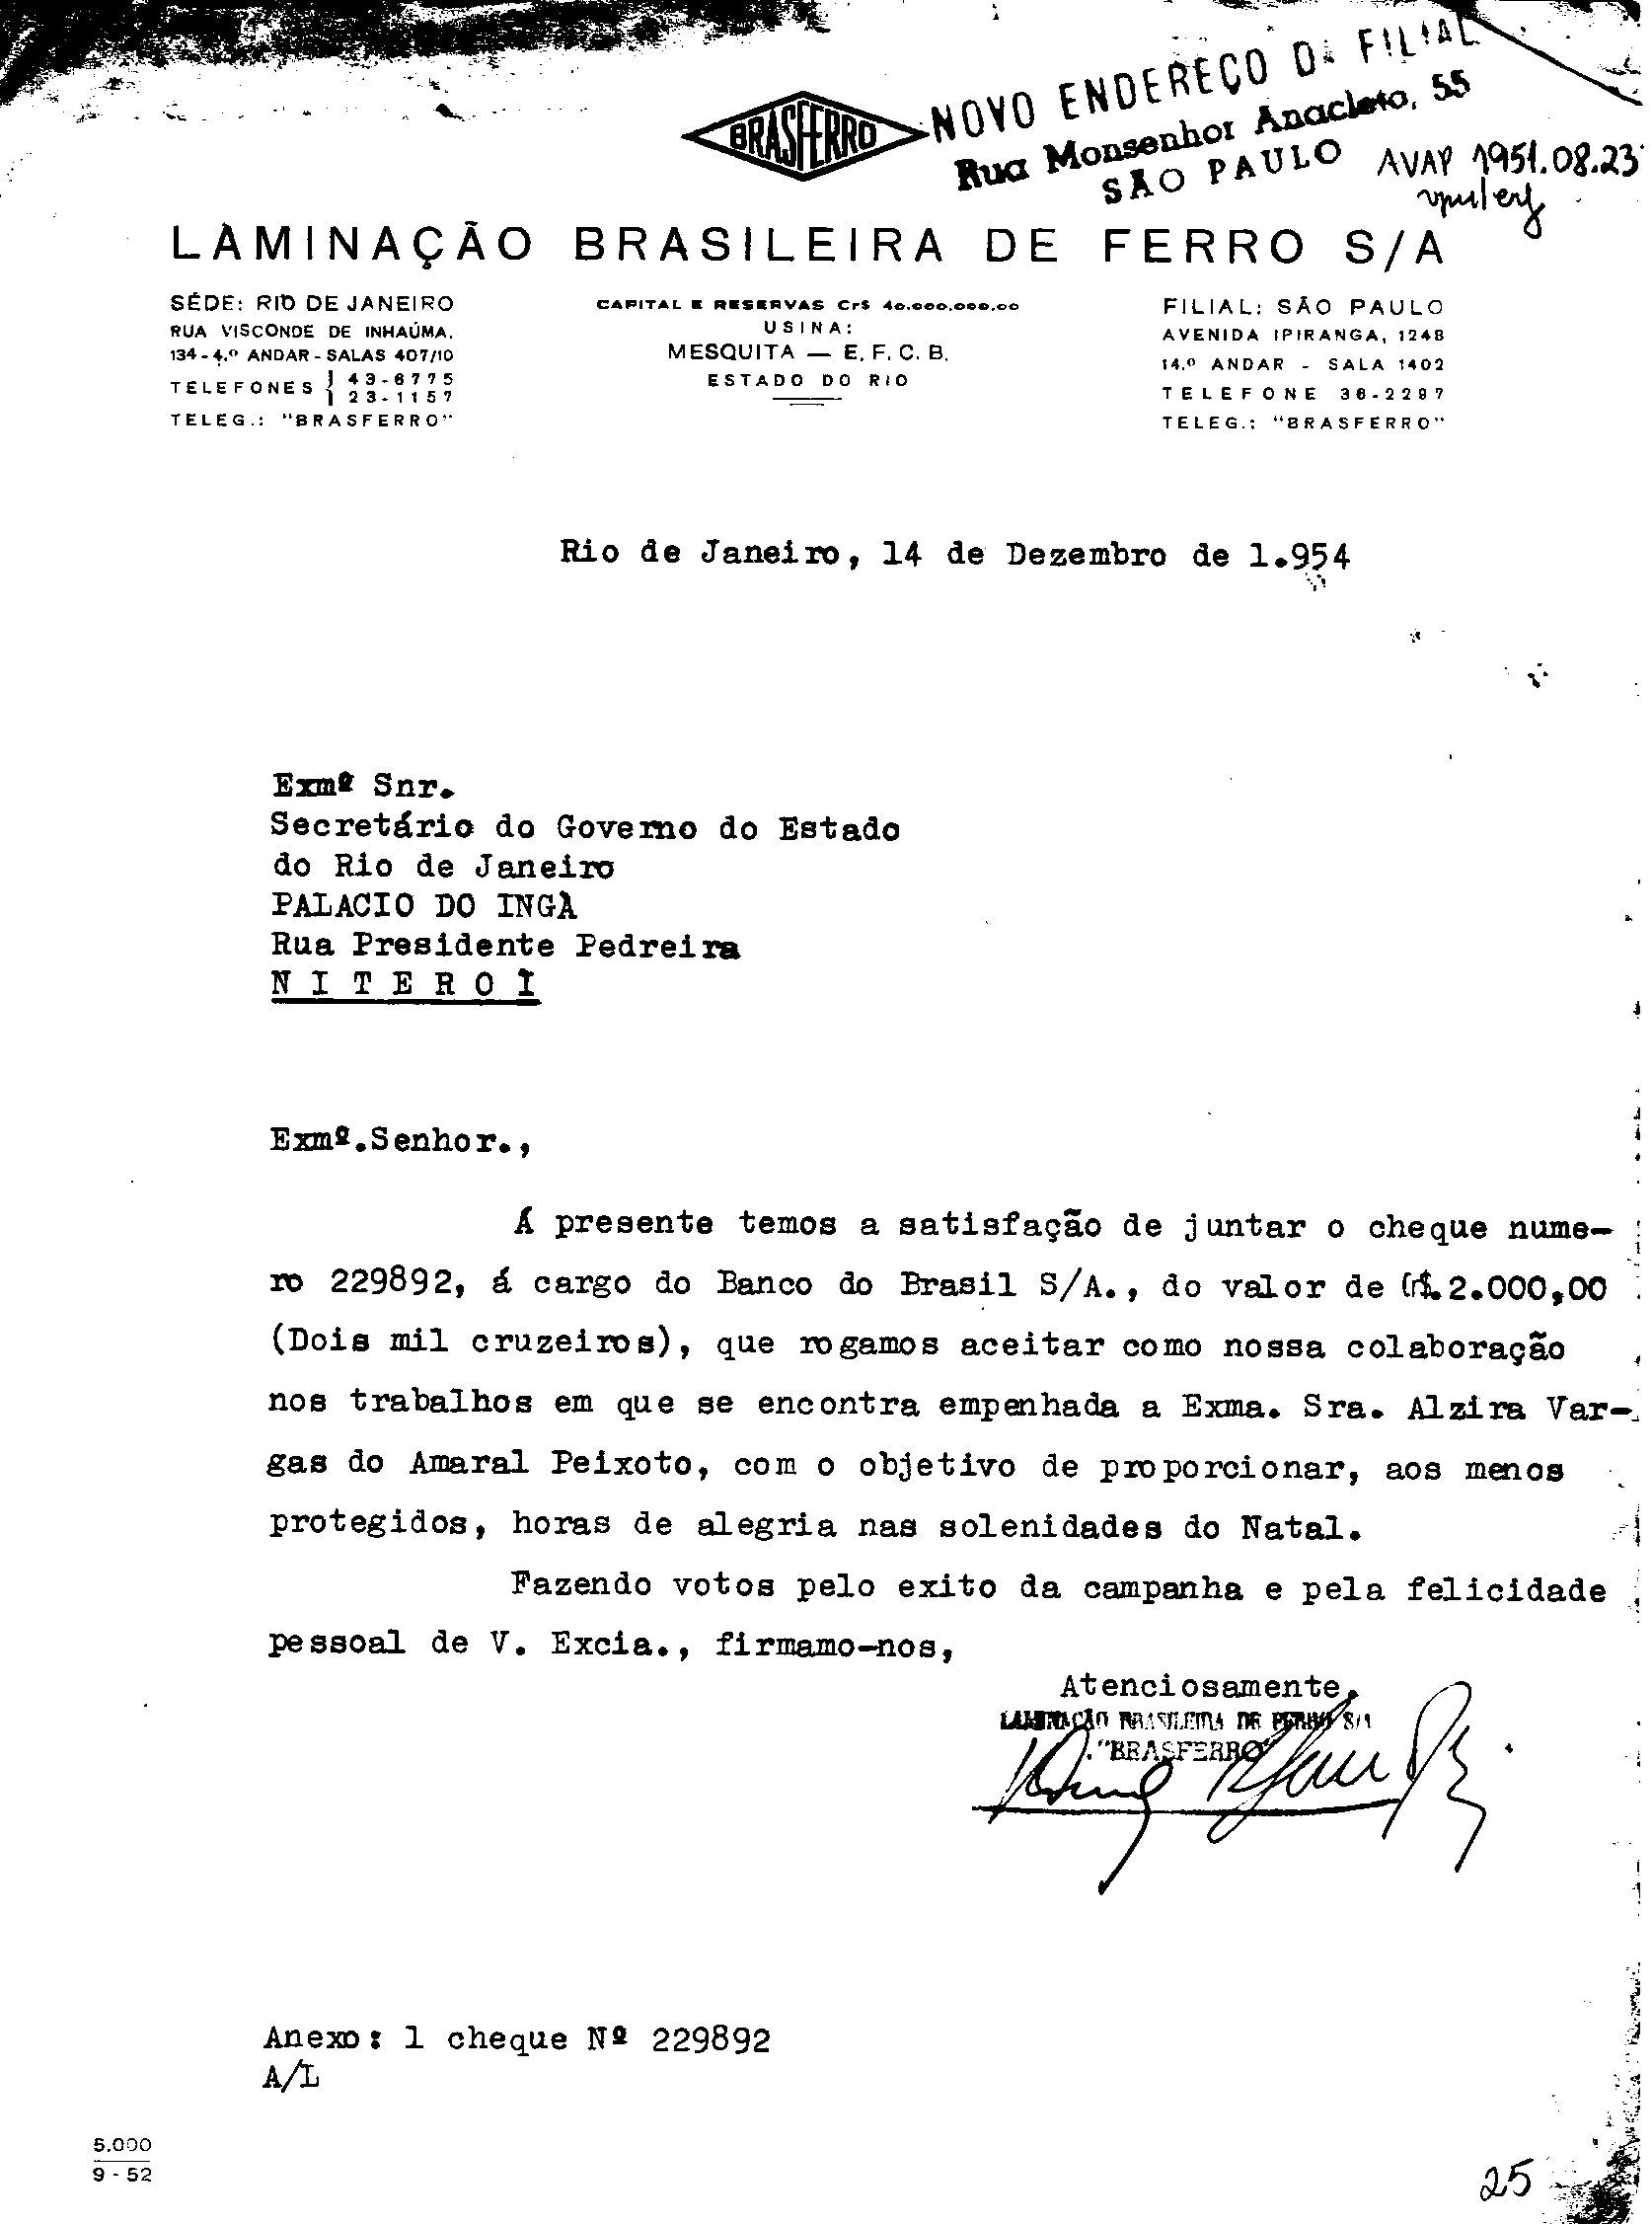 BRASFERRO
NOVO ENDEREÇO DA FILIAL
Rua Monsenhor Anacleto, 55
SÃO PAULO
AVAP 1951.08.23
LAMINAÇÃO BRASILEIRA DE FERRO S/A
SÉDE: RIO DE JANEIRO
RUA VISCONDE DE INHAÚMA,
134 - 4.º ANDAR - SALAS 407/10
TELEFONES { 43-6775
23-1157
TELEG.: "BRASFERRO"
CAPITAL E RESERVAS Cr$ 40.000.000,00
USINA:
MESQUITA — E. F. C. B.
ESTADO DO RIO
FILIAL: SÃO PAULO
AVENIDA IPIRANGA, 1248
14.º ANDAR - SALA 1402
TELEFONE 36-2297
TELEG.: "BRASFERRO"
Rio de Janeiro, 14 de Dezembro de 1.954
Exmº Snr.
Secretário do Governo do Estado
do Rio de Janeiro
PALACIO DO INGÀ
Rua Presidente Pedreira
N I T E R O Ì
Exmº.Senhor.,
Á presente temos a satisfação de juntar o cheque nume-
ro 229892, á cargo do Banco do Brasil S/A., do valor de Cr$.2.000,00
(Dois mil cruzeiros), que rogamos aceitar como nossa colaboração
nos trabalhos em que se encontra empenhada a Exma. Sra. Alzira Var-
gas do Amaral Peixoto, com o objetivo de proporcionar, aos menos
protegidos, horas de alegria nas solenidades do Natal.
Fazendo votos pelo exito da campanha e pela felicidade
pessoal de V. Excia., firmamo-nos,
Atenciosamente,
LAMINAÇÃO BRASILEIRA DE FERRO S/A
"BRASFERRO"
Anexo: 1 cheque Nº 229892
A/L
5.000
9 - 52
25